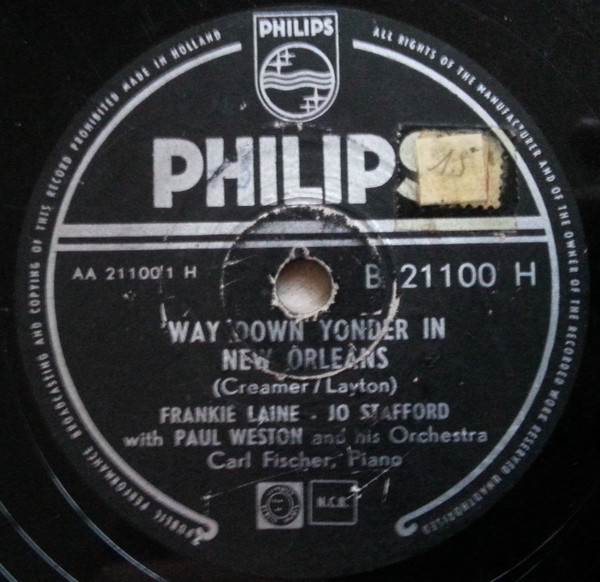 PHILIPS
PHILIPS
15
AA 21100 1 H
B 21100 H
'WAY DOWN YONDER IN
NEW ORLEANS
(Creamer/Layton)
FRANKIE LAINE - JO STAFFORD
with PAUL WESTON and his Orchestra
Carl Fischer, Piano
N.C.B.
ALL RIGHTS OF THE MANUFACTURER AND OF THE OWNER OF THE RECORDED WORK RESERVED UNAUTHORISED
PUBLIC PERFORMANCE BROADCASTING AND COPYING OF THIS RECORD PROHIBITED MADE IN HOLLAND